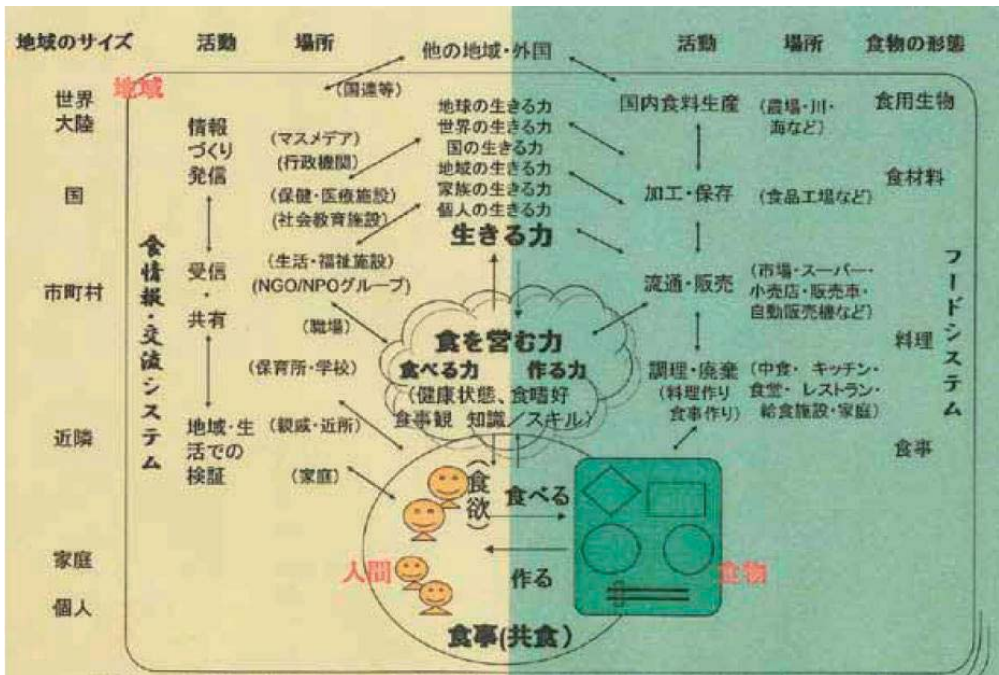 地域のサイズ 活動 場所 他の地域・外国 活動 場所 食物の形態
地域
世界
大陸
国
市町村
近隣
家庭
個人
食情報・交流システム
情報
づくり
発信
受信
・
共有
地域・生
活での
検証
(国連等)
(マスメデア)
(行政機関)
(保健・医療施設)
(社会教育施設)
(生活・福祉施設)
(NGO/NPOグループ)
(職場)
(保育所・学校)
(親戚・近所)
(家庭)
地球の生きる力
世界の生きる力
国の生きる力
地域の生きる力
家族の生きる力
個人の生きる力
生きる力
食を営む力
食べる力 作る力
(健康状態、食嗜好
食事観 知識/スキル)
(食欲)
食べる
作る
人間
食物
食事(共食)
国内食料生産
(農場・川・
海など)
加工・保存
(食品工場など)
流通・販売
(市場・スーパー・
小売店・販売車・
自動販売機など)
調理・廃棄
(料理作り
食事作り)
(中食・キッチン・
食堂・レストラン・
給食施設・家庭)
食用生物
食材料
料理
食事
フードシステム